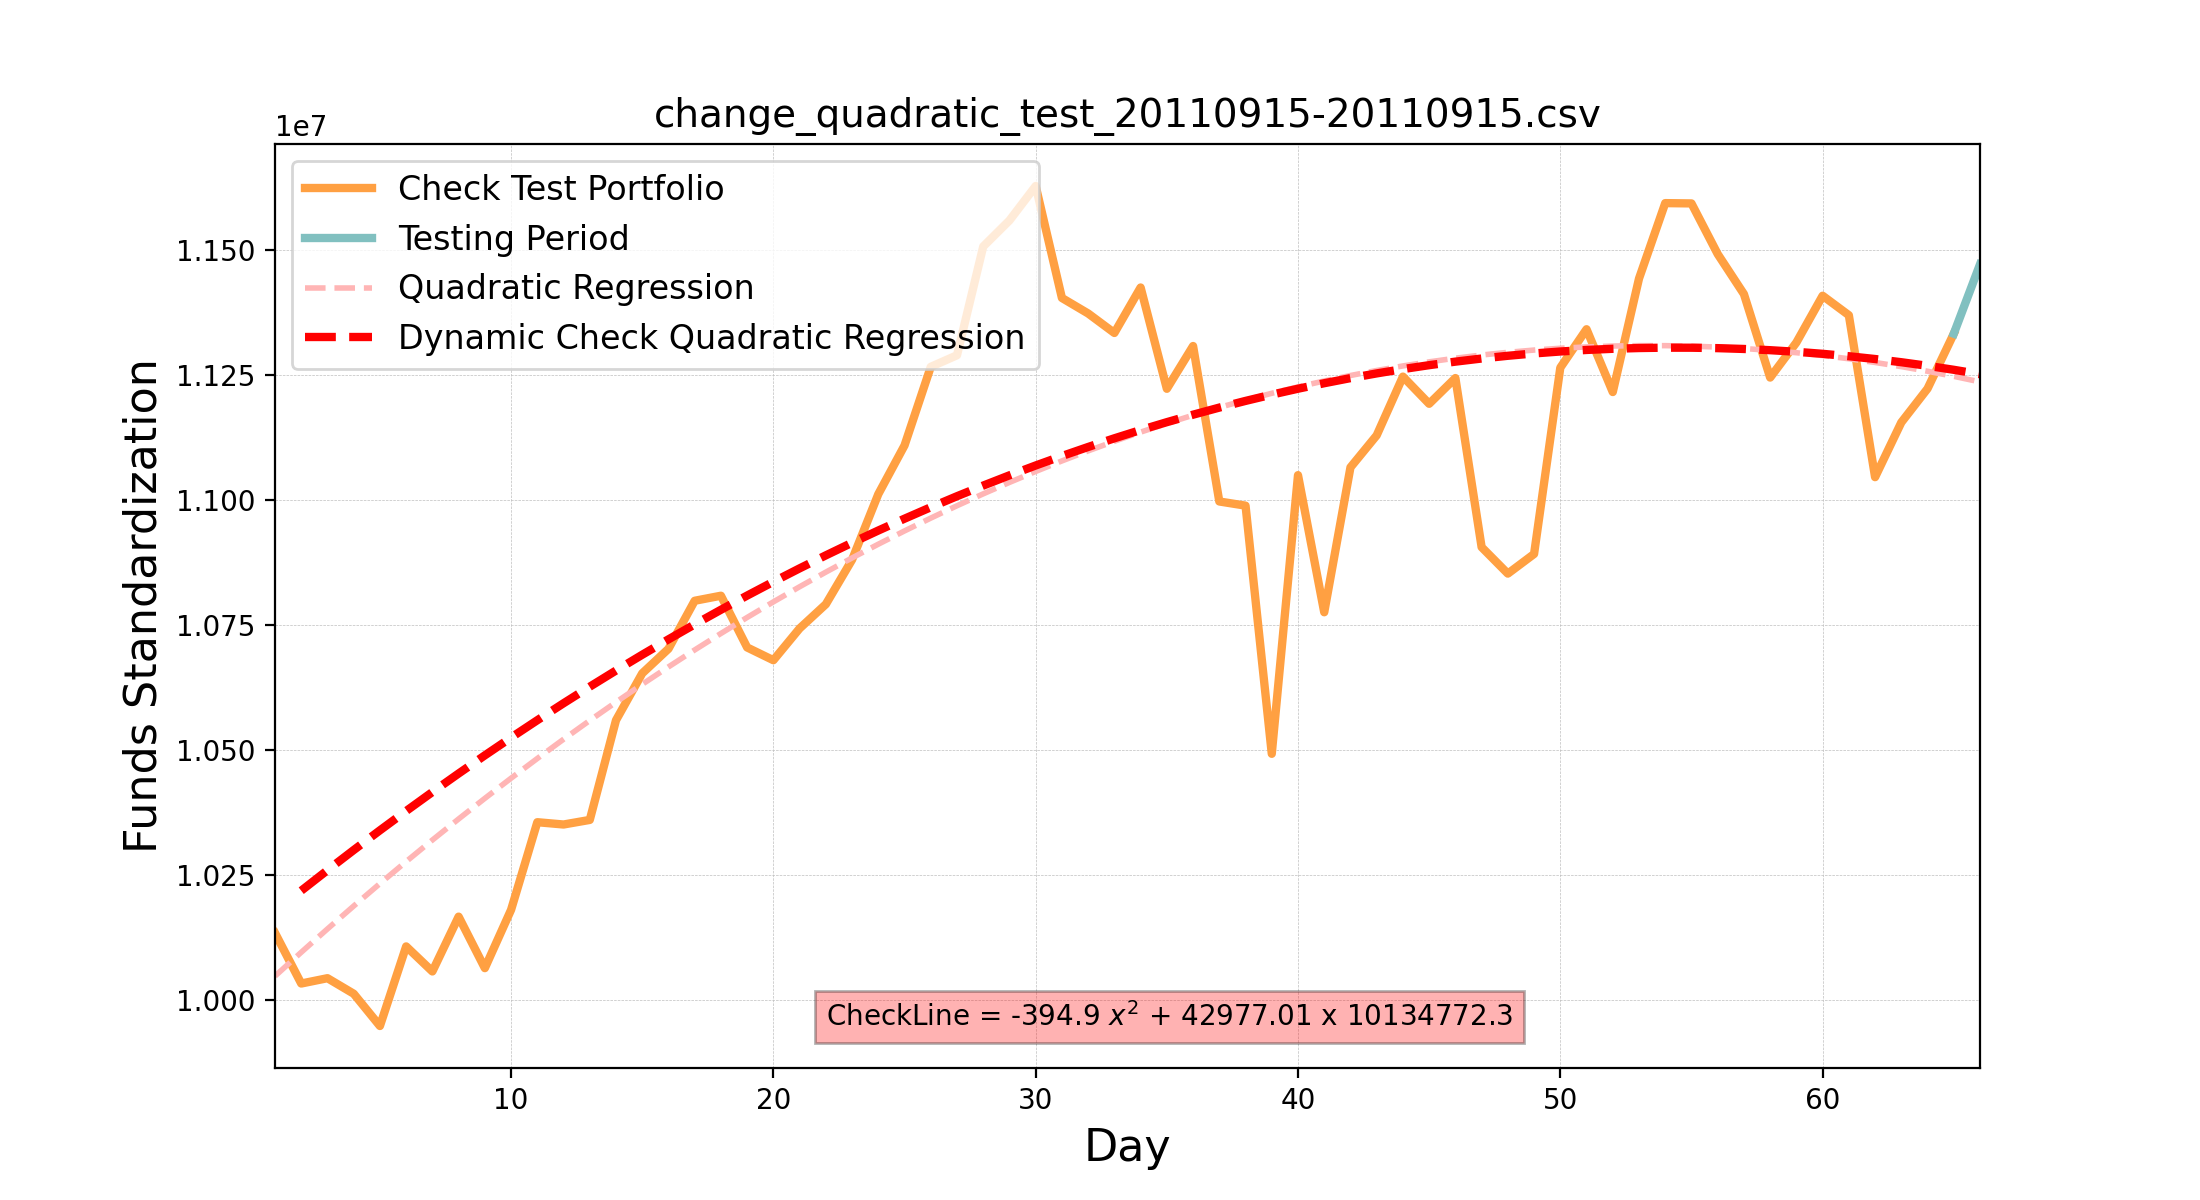 change_quadratic_test_20110915-20110915.csv
1e7
Check Test Portfolio
Testing Period
Quadratic Regression
Dynamic Check Quadratic Regression
1.150
1.125
1.100
1.075
1.050
1.025
1.000
Funds Standardization
CheckLine = -394.9 x² + 42977.01 x 10134772.3
10 20 30 40 50 60
Day